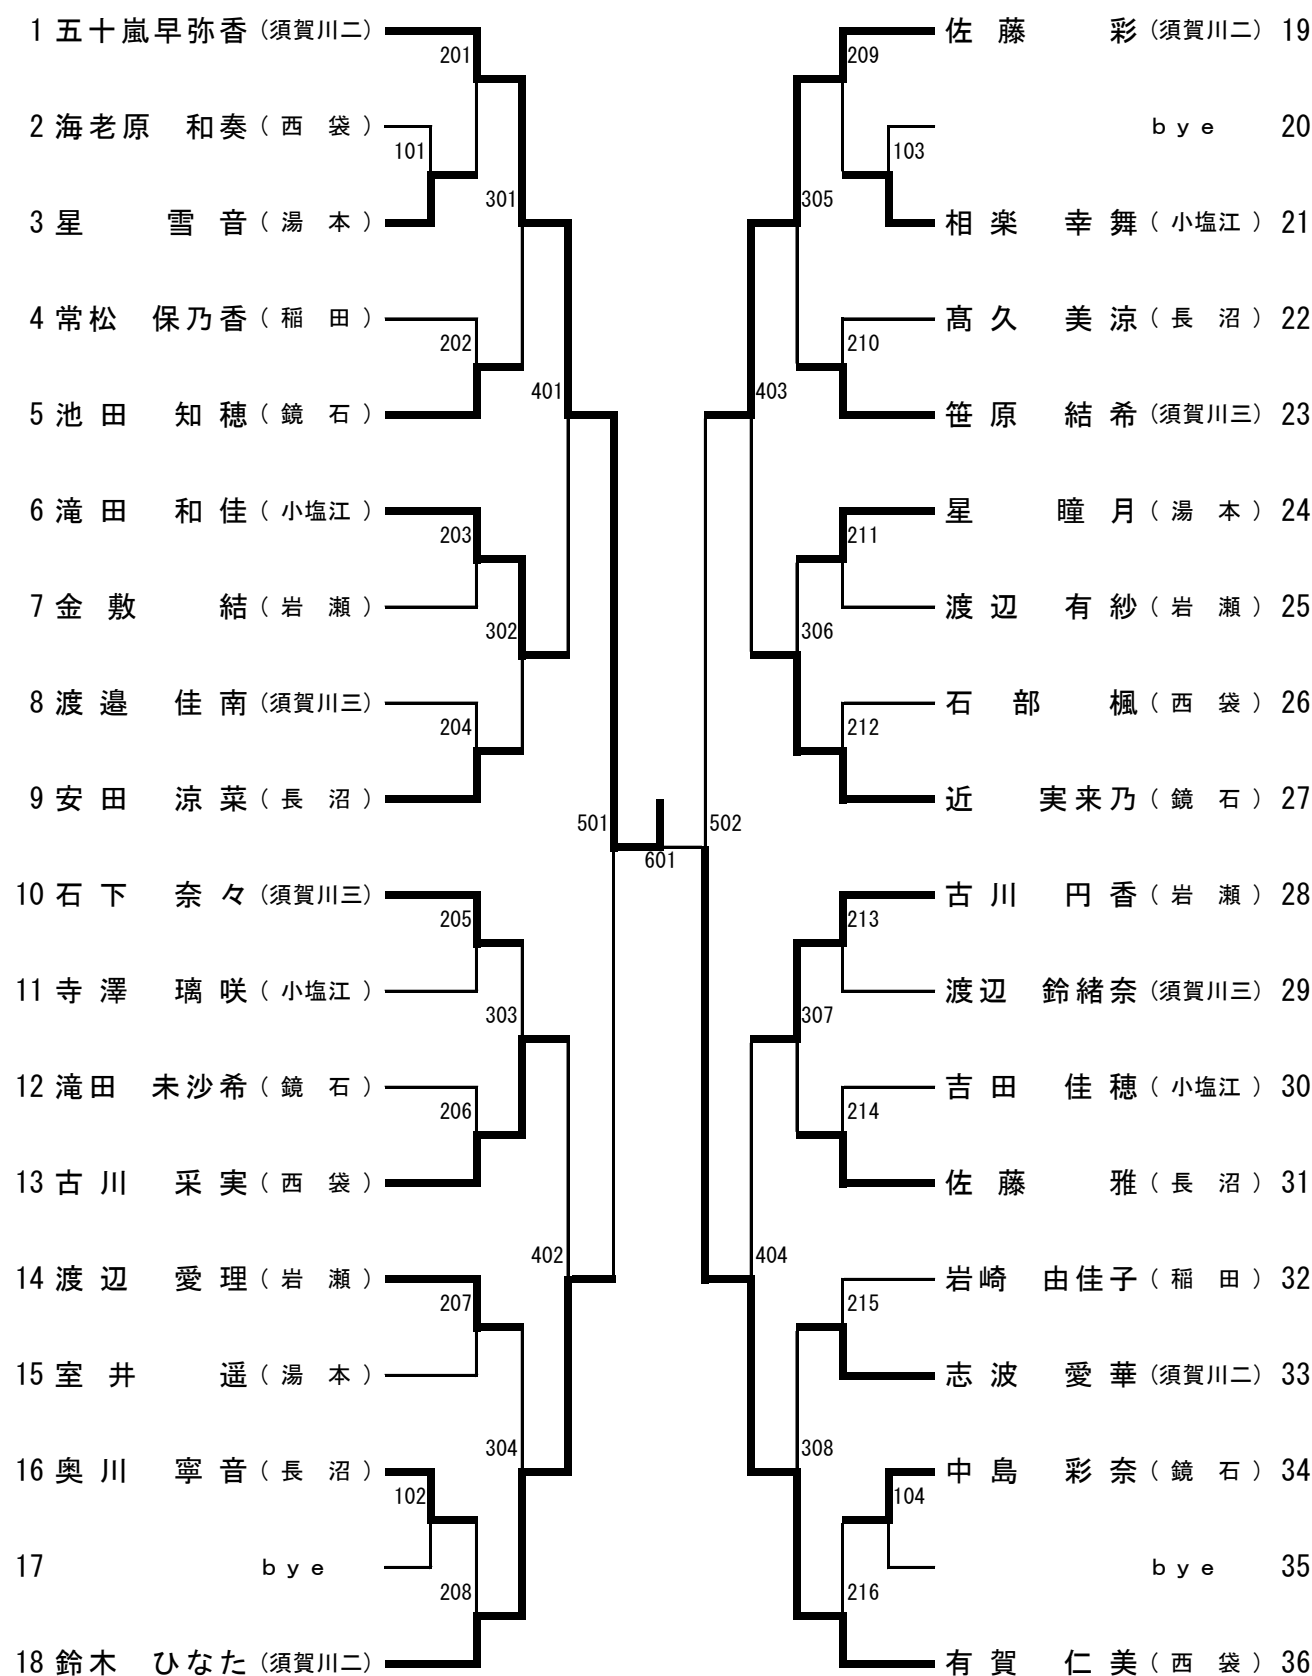 1 五十嵐早弥香 (須賀川二)
201
2 海老原 和奏 ( 西 袋 )
101
301
3 星 雪音 ( 湯 本 )
4 常松 保乃香 ( 稲 田 )
202
401
5 池田 知穂 ( 鏡 石 )
6 滝田 和佳 ( 小塩江 )
203
7 金敷 結 ( 岩 瀬 )
302
8 渡邉 佳南 (須賀川三)
204
9 安田 涼菜 ( 長 沼 )
501
10 石下 奈々 (須賀川三)
205
11 寺澤 璃咲 ( 小塩江 )
303
12 滝田 未沙希 ( 鏡 石 )
206
13 古川 采実 ( 西 袋 )
402
14 渡辺 愛理 ( 岩 瀬 )
207
15 室井 遥 ( 湯 本 )
304
16 奥川 寧音 ( 長 沼 )
102
17 bye
208
18 鈴木 ひなた (須賀川二)
601
佐藤 彩 (須賀川二) 19
209
bye 20
103
305
相楽 幸舞 ( 小塩江 ) 21
髙久 美涼 ( 長 沼 ) 22
210
403
笹原 結希 (須賀川三) 23
星 瞳月 ( 湯 本 ) 24
211
渡辺 有紗 ( 岩 瀬 ) 25
306
石部 楓 ( 西 袋 ) 26
212
近 実来乃 ( 鏡 石 ) 27
502
古川 円香 ( 岩 瀬 ) 28
213
渡辺 鈴緒奈 (須賀川三) 29
307
吉田 佳穂 ( 小塩江 ) 30
214
佐藤 雅 ( 長 沼 ) 31
404
岩崎 由佳子 ( 稲 田 ) 32
215
志波 愛華 (須賀川二) 33
308
中島 彩奈 ( 鏡 石 ) 34
104
bye 35
216
有賀 仁美 ( 西 袋 ) 36